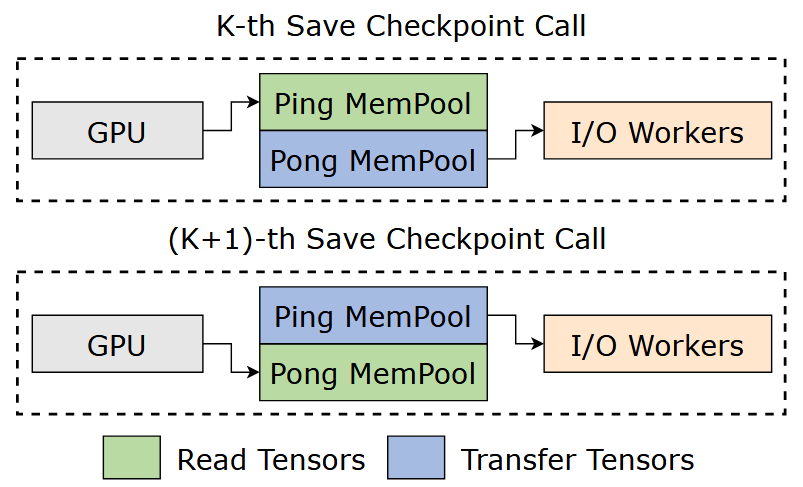 K-th Save Checkpoint Call
GPU
Ping MemPool
Pong MemPool
I/O Workers
(K+1)-th Save Checkpoint Call
GPU
Ping MemPool
Pong MemPool
I/O Workers
Read Tensors
Transfer Tensors